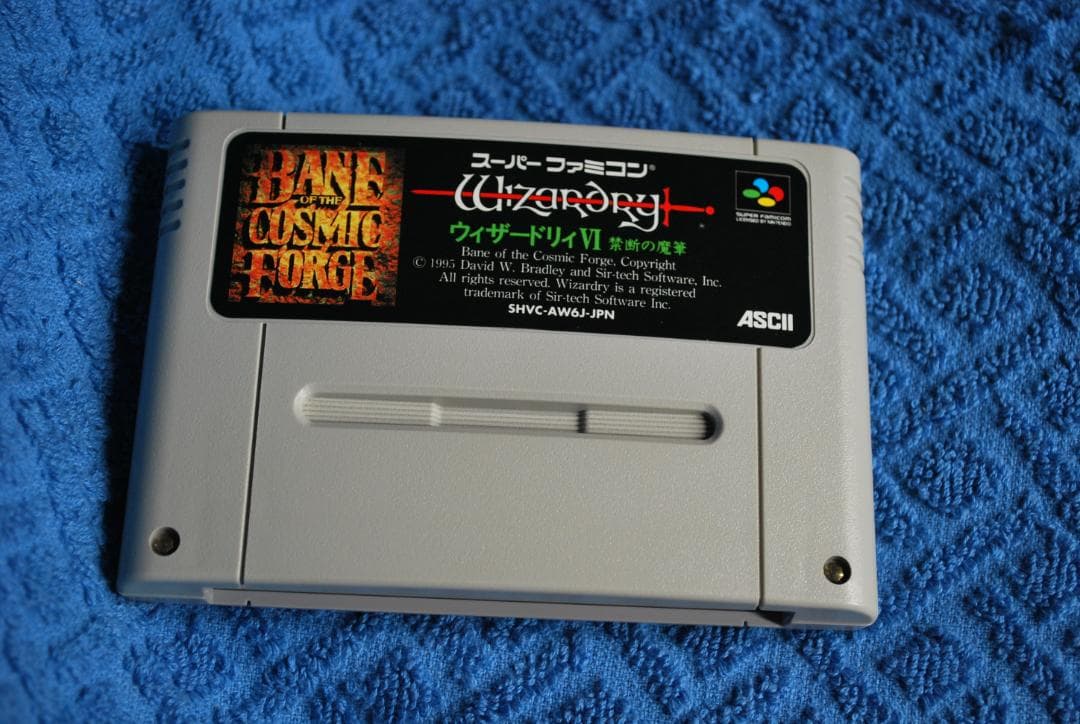 BANE
OF THE
COSMIC
FORGE
スーパーファミコン®
Wizardry
ウィザードリィVI 禁断の魔筆
Bane of the Cosmic Forge, Copyright
© 1995 David W. Bradley and Sir-tech Software, Inc.
All rights reserved. Wizardry is a registered
trademark of Sir-tech Software Inc.
SHVC-AW6J-JPN
SUPER FAMICOM
LICENSED BY NINTENDO
ASCII